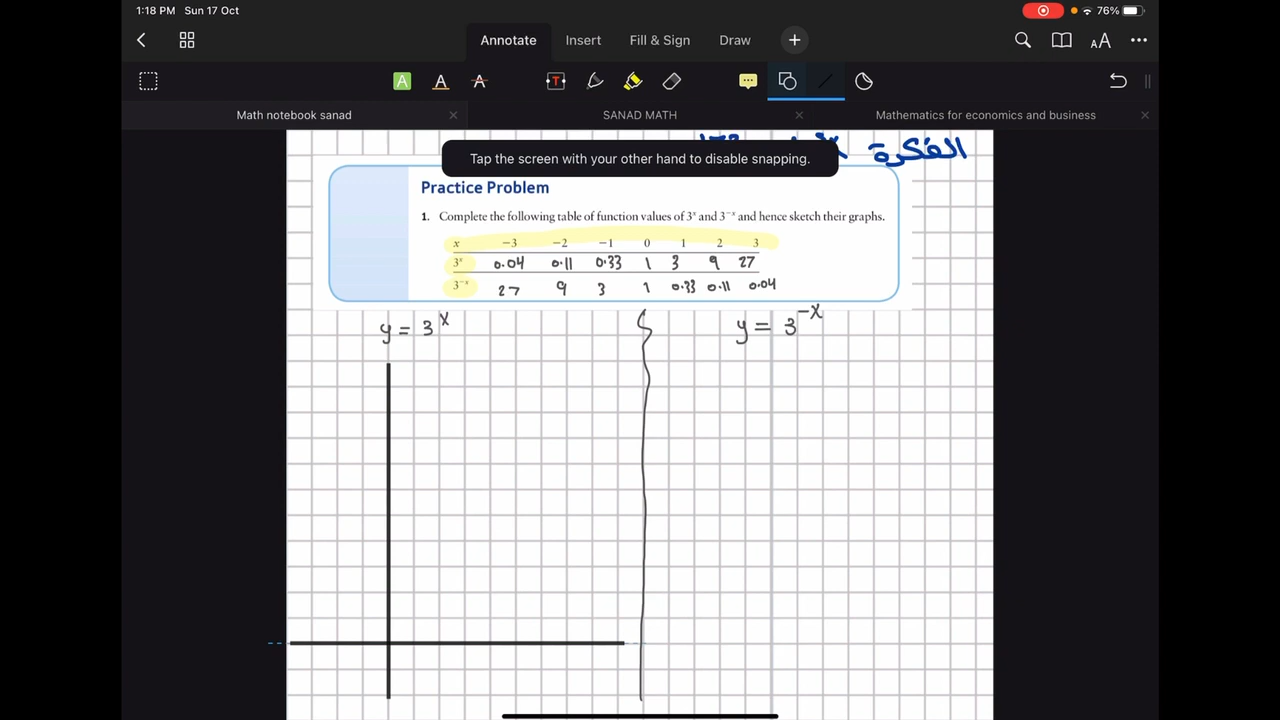 1:18 PM Sun 17 Oct
76%
Annotate Insert Fill & Sign Draw
Math notebook sanad SANAD MATH Mathematics for economics and business
الفكرة
Tap the screen with your other hand to disable snapping.
Practice Problem
1. Complete the following table of function values of 3ˣ and 3⁻ˣ and hence sketch their graphs.
x −3 −2 −1 0 1 2 3
3ˣ 0.04 0.11 0.33 1 3 9 27
3⁻ˣ 27 9 3 1 0.33 0.11 0.04
y = 3ˣ y = 3⁻ˣ